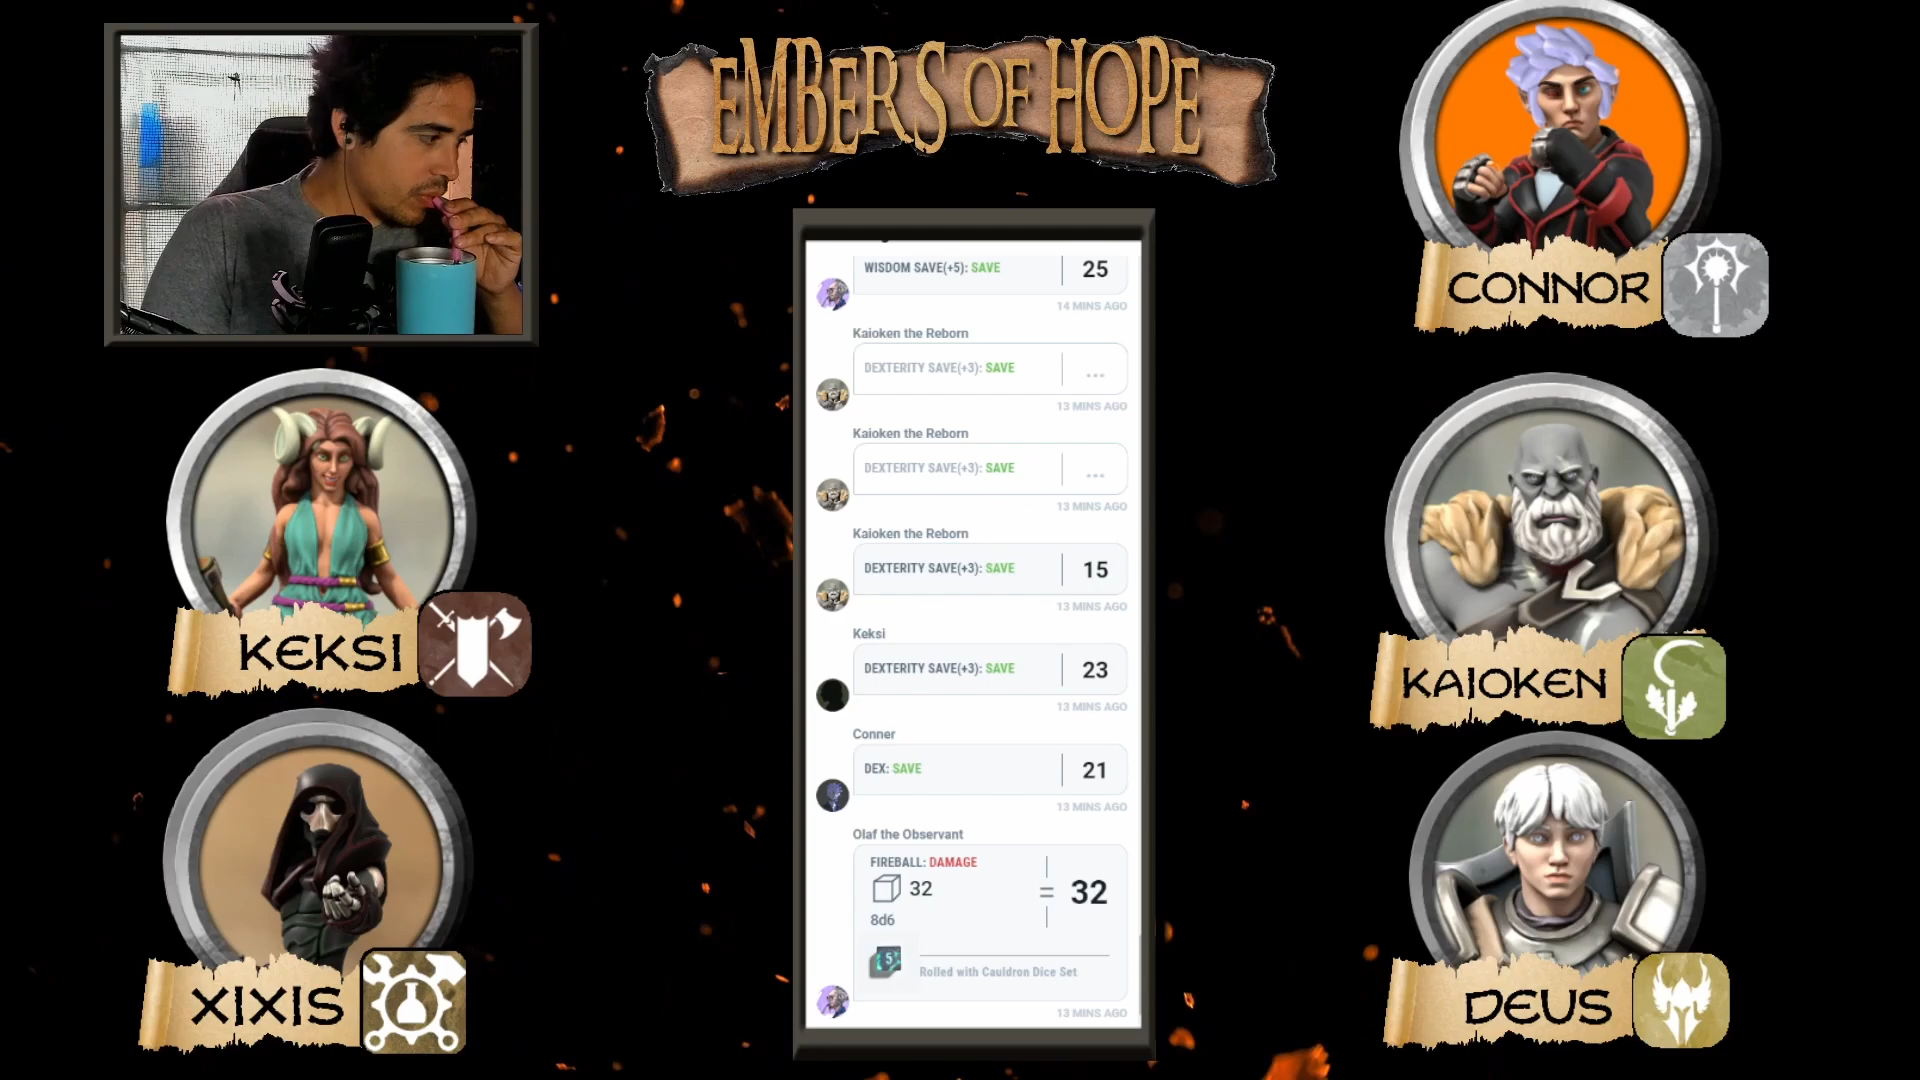 EMBERS OF HOPE
CONNOR
KEKSI
KAIOKEN
XIXIS
DEUS
WISDOM SAVE(+5): SAVE 25
14 MINS AGO
Kaioken the Reborn
DEXTERITY SAVE(+3): SAVE ...
13 MINS AGO
Kaioken the Reborn
DEXTERITY SAVE(+3): SAVE ...
13 MINS AGO
Kaioken the Reborn
DEXTERITY SAVE(+3): SAVE 15
13 MINS AGO
Keksi
DEXTERITY SAVE(+3): SAVE 23
13 MINS AGO
Conner
DEX: SAVE 21
13 MINS AGO
Olaf the Observant
FIREBALL: DAMAGE
32 = 32
8d6
5
Rolled with Cauldron Dice Set
13 MINS AGO